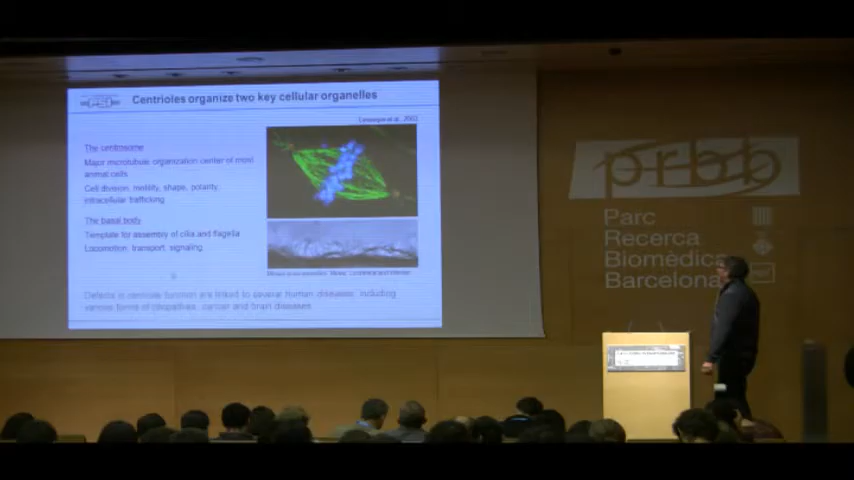 Centrioles organize two key cellular organelles
The centrosome
Major microtubule organization center of most
animal cells
Cell division, motility, shape, polarity,
intracellular trafficking
The basal body
Template for assembly of cilia and flagella
Locomotion, transport, signaling
Defects in centriole function are linked to several human diseases, including
various forms of ciliopathies, cancer and brain diseases
prbb
Parc
Recerca
Biomèdica
Barcelona